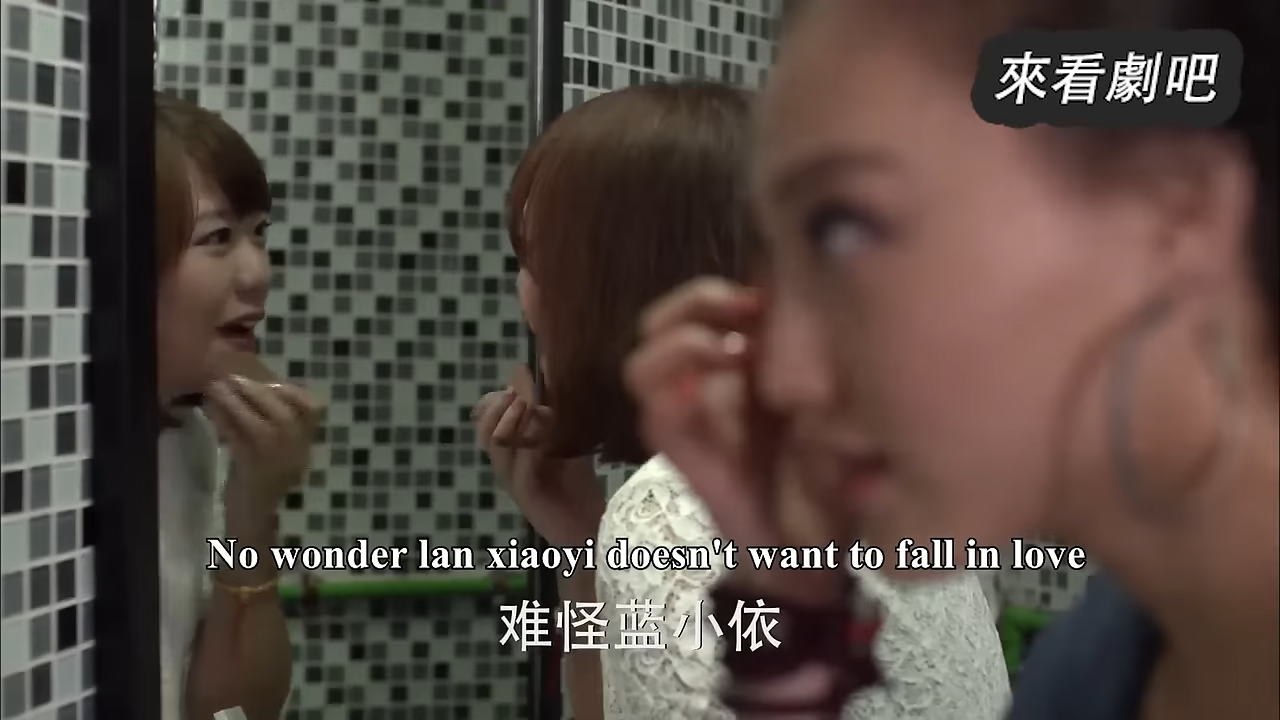 來看劇吧
No wonder lan xiaoyi doesn't want to fall in love
难怪蓝小依